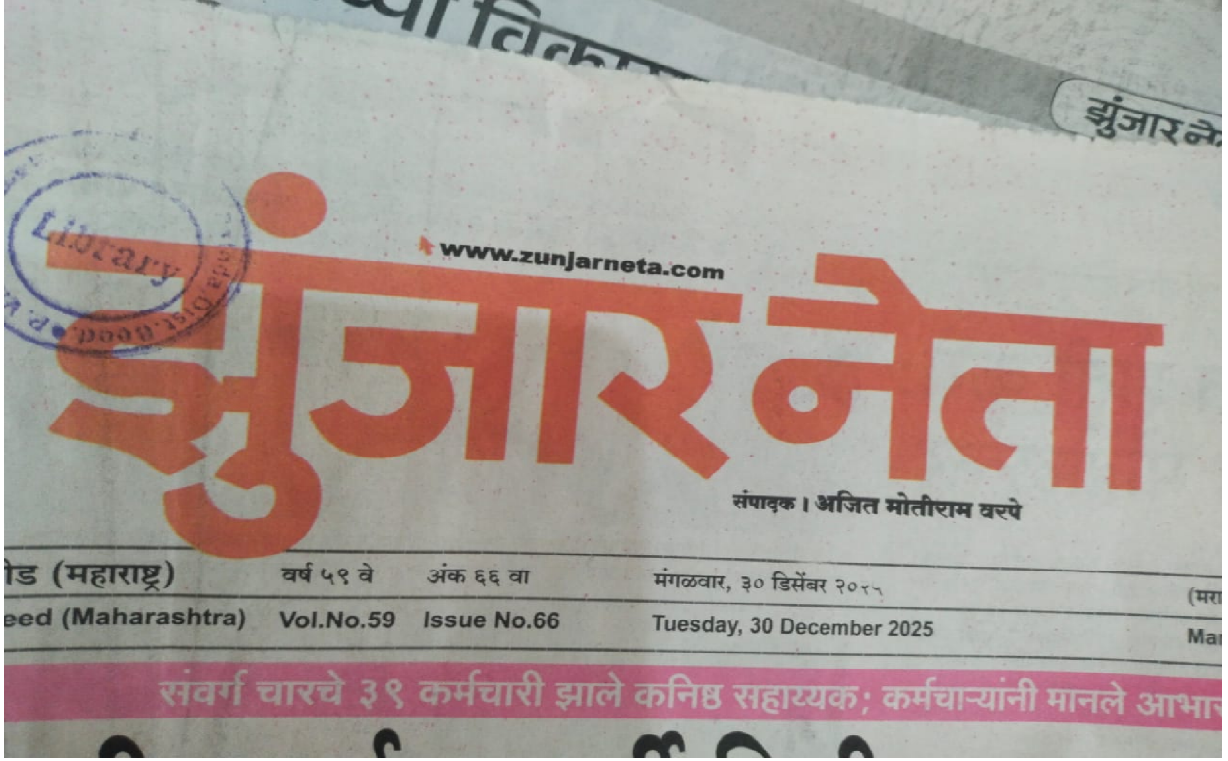 झुंजार ने
Library
www.zunjarneta.com
झुंजार नेता
संपादक । अजित मोतीराम वरपे
(महाराष्ट्र) वर्ष ५९ वे अंक ६६ वा मंगळवार, ३० डिसेंबर
eed (Maharashtra) Vol.No.59 Issue No.66 Tuesday, 30 December 2025
संवर्ग चारचे ३९ कर्मचारी झाले कनिष्ठ सहाय्यक; कर्मचाऱ्यांनी मानले